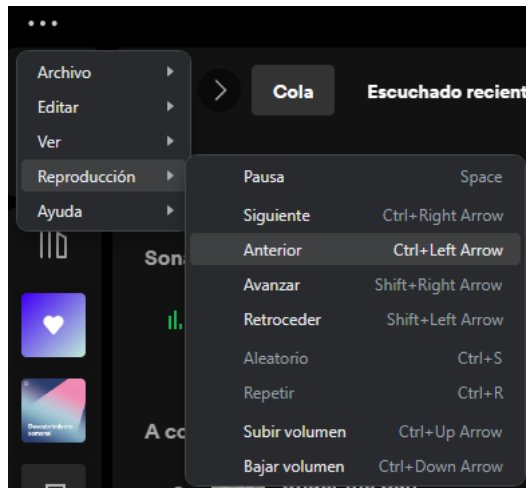 ...
Archivo
Editar
Ver
Reproducción
Ayuda
Cola
Escuchado recient
Pausa Space
Siguiente Ctrl+Right Arrow
Anterior Ctrl+Left Arrow
Avanzar Shift+Right Arrow
Retroceder Shift+Left Arrow
Aleatorio Ctrl+S
Repetir Ctrl+R
Subir volumen Ctrl+Up Arrow
Bajar volumen Ctrl+Down Arrow
Son
Descubrimiento
semanal
A co